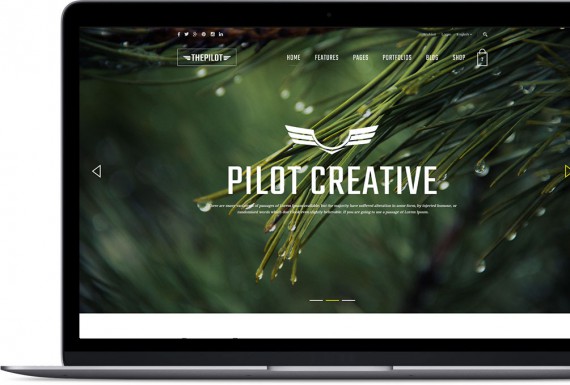 THEPILOT
HOME FEATURES PAGES PORTFOLIOS BLOG SHOP
PILOT CREATIVE
There are many variations of passages of Lorem Ipsum available, but the majority have suffered alteration in some form, by injected humour, or
randomised words which don't look even slightly believable. If you are going to use a passage of Lorem Ipsum.